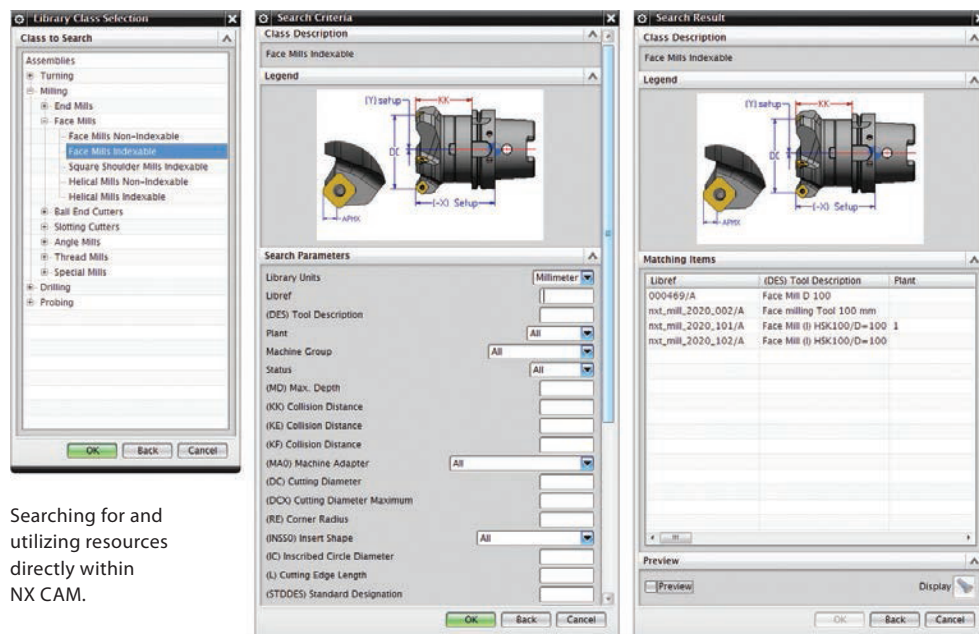 Library Class Selection
Class to Search
Assemblies
Turning
Milling
End Mills
Face Mills
Face Mills Non-Indexable
Face Mills Indexable
Square Shoulder Mills Indexable
Helical Mills Non-Indexable
Helical Mills Indexable
Ball End Cutters
Slotting Cutters
Angle Mills
Thread Mills
Special Mills
Drilling
Probing
OK Back Cancel
Searching for and
utilizing resources
directly within
NX CAM.
Search Criteria
Class Description
Face Mills Indexable
Legend
(Y) setup KK
DC
(-X) Setup
APMX
Search Parameters
Library Units Millimeter
Libref
(DES) Tool Description
Plant All
Machine Group All
Status All
(MD) Max. Depth
(KK) Collision Distance
(KE) Collision Distance
(KF) Collision Distance
(MA0) Machine Adapter All
(DC) Cutting Diameter
(DCX) Cutting Diameter Maximum
(RE) Corner Radius
(INSS0) Insert Shape All
(IC) Inscribed Circle Diameter
(L) Cutting Edge Length
(STDDES) Standard Designation
OK Back Cancel
Search Result
Class Description
Face Mills Indexable
Legend
(Y) setup KK
DC
(-X) Setup
APMX
Matching Items
Libref (DES) Tool Description Plant
000469/A Face Mill D 100
nxt_mill_2020_002/A Face milling Tool 100 mm
nxt_mill_2020_101/A Face Mill (I) HSK100/D=100 1
nxt_mill_2020_102/A Face Mill (I) HSK100/D=100
Preview
Preview Display
OK Back Cancel